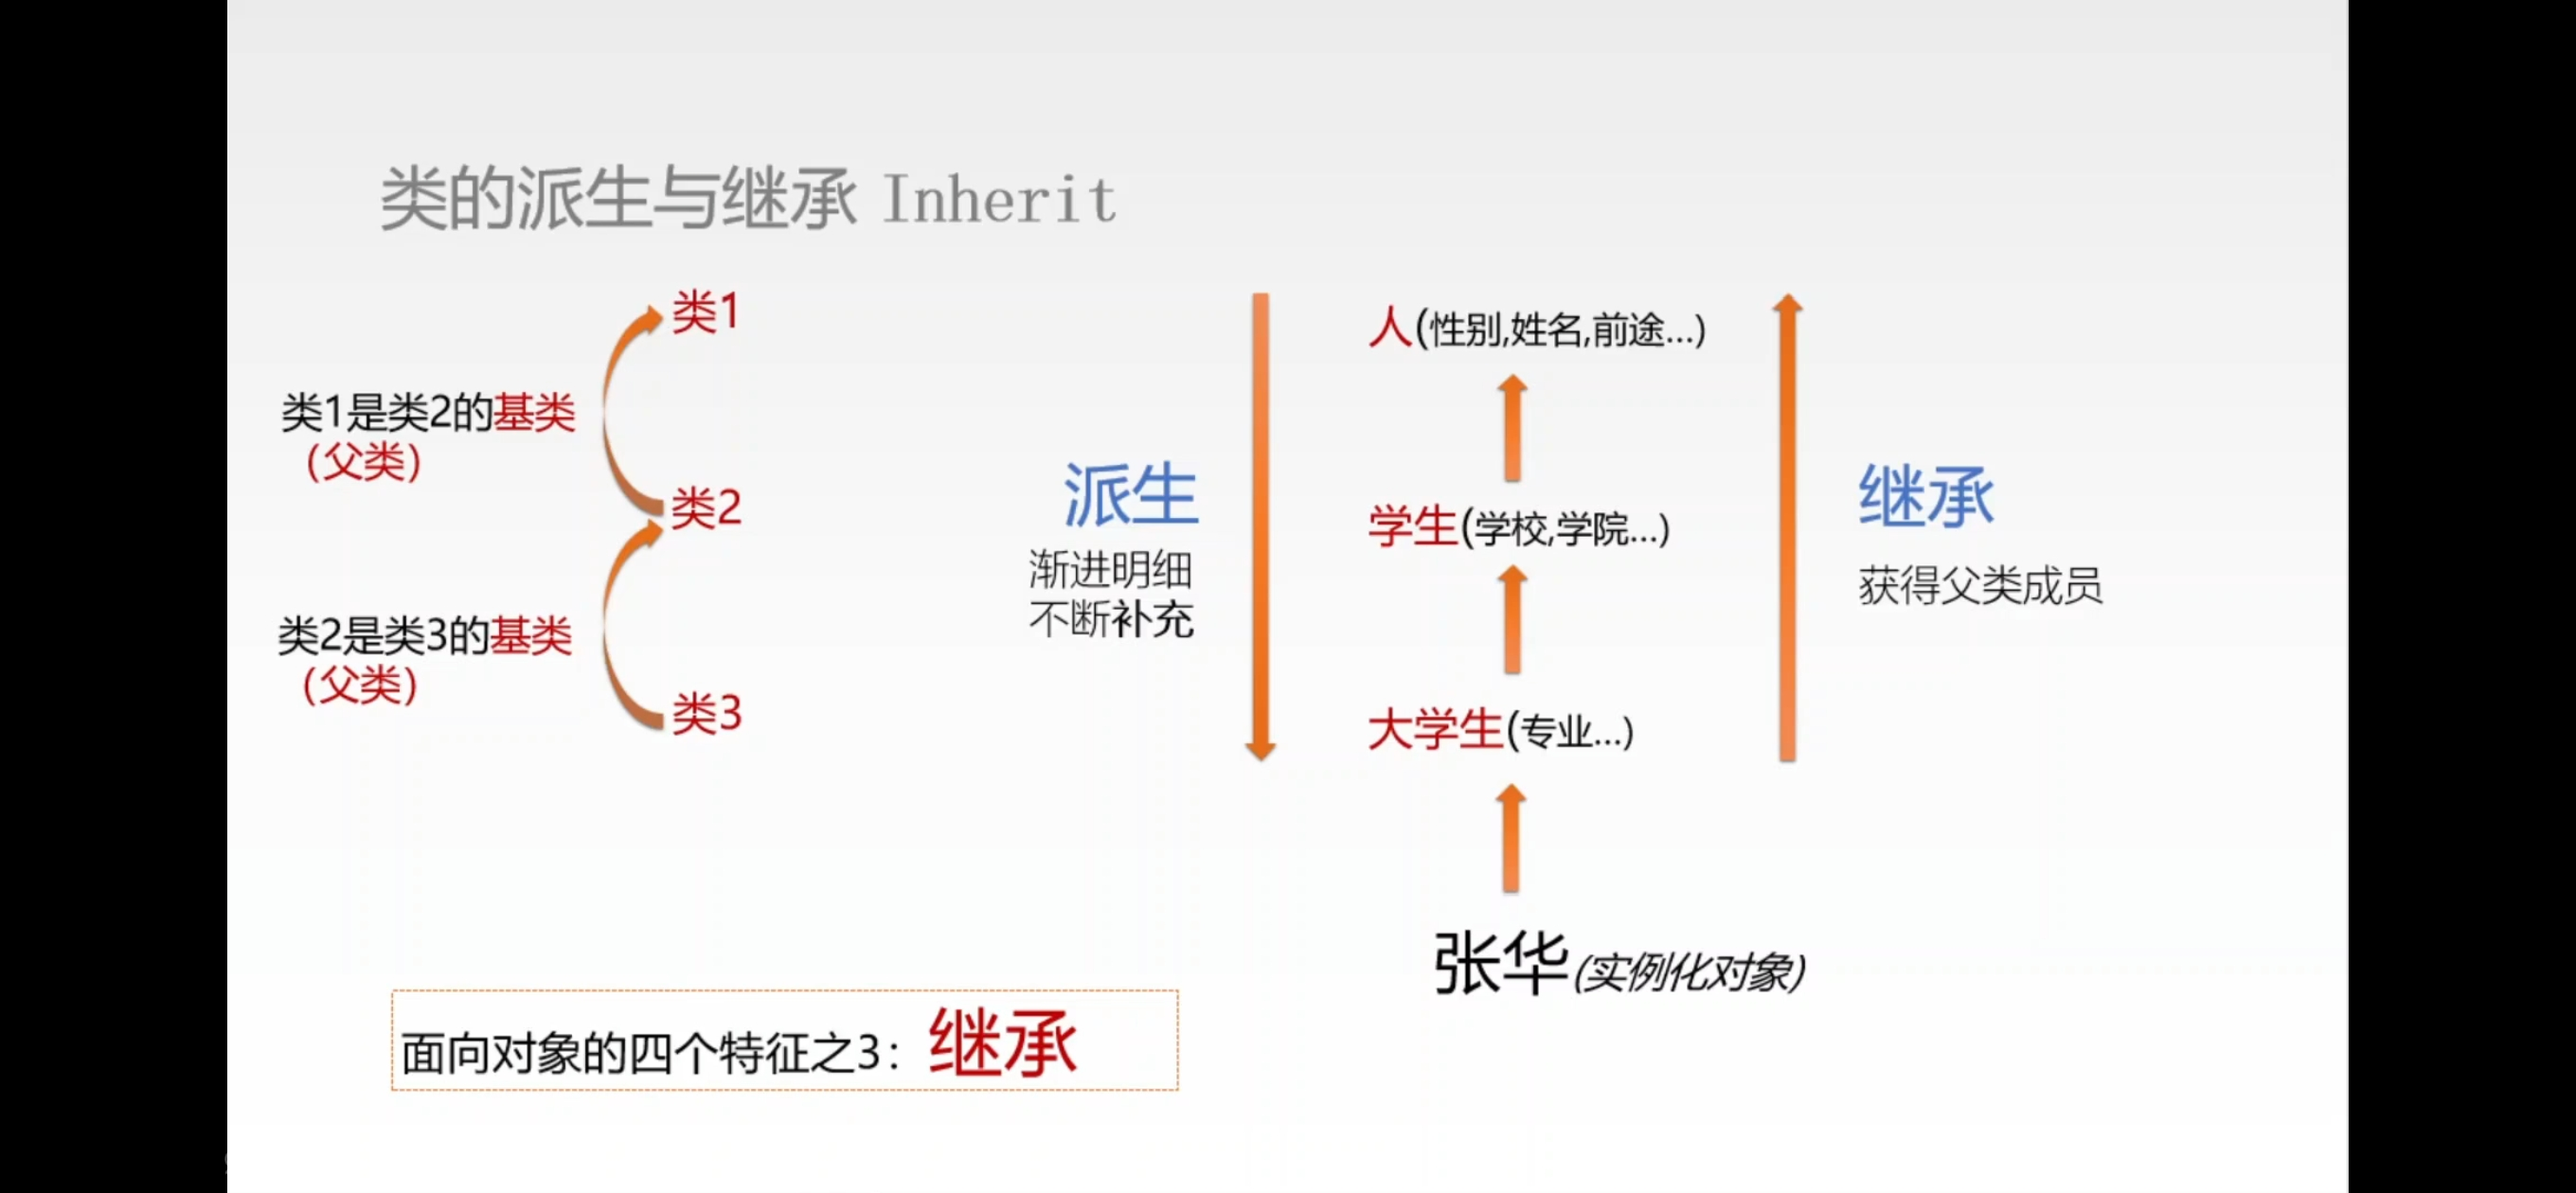 类的派生与继承 Inherit
类1
类1是类2的基类
（父类）
类2
类2是类3的基类
（父类）
类3
派生
渐进明细
不断补充
人(性别,姓名,前途...)
学生(学校,学院...)
大学生(专业...)
张华(实例化对象)
继承
获得父类成员
面向对象的四个特征之3：继承